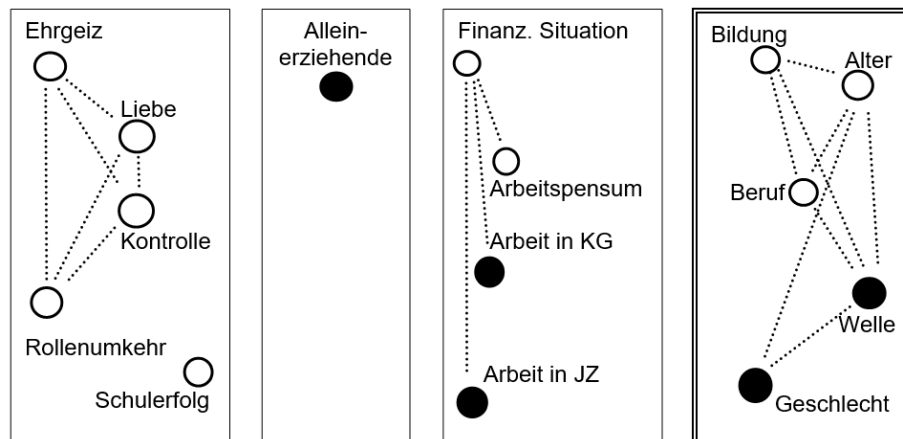 Ehrgeiz
Liebe
Kontrolle
Rollenumkehr
Schulerfolg
Allein-
erziehende
Finanz. Situation
Arbeitspensum
Arbeit in KG
Arbeit in JZ
Bildung
Alter
Beruf
Welle
Geschlecht